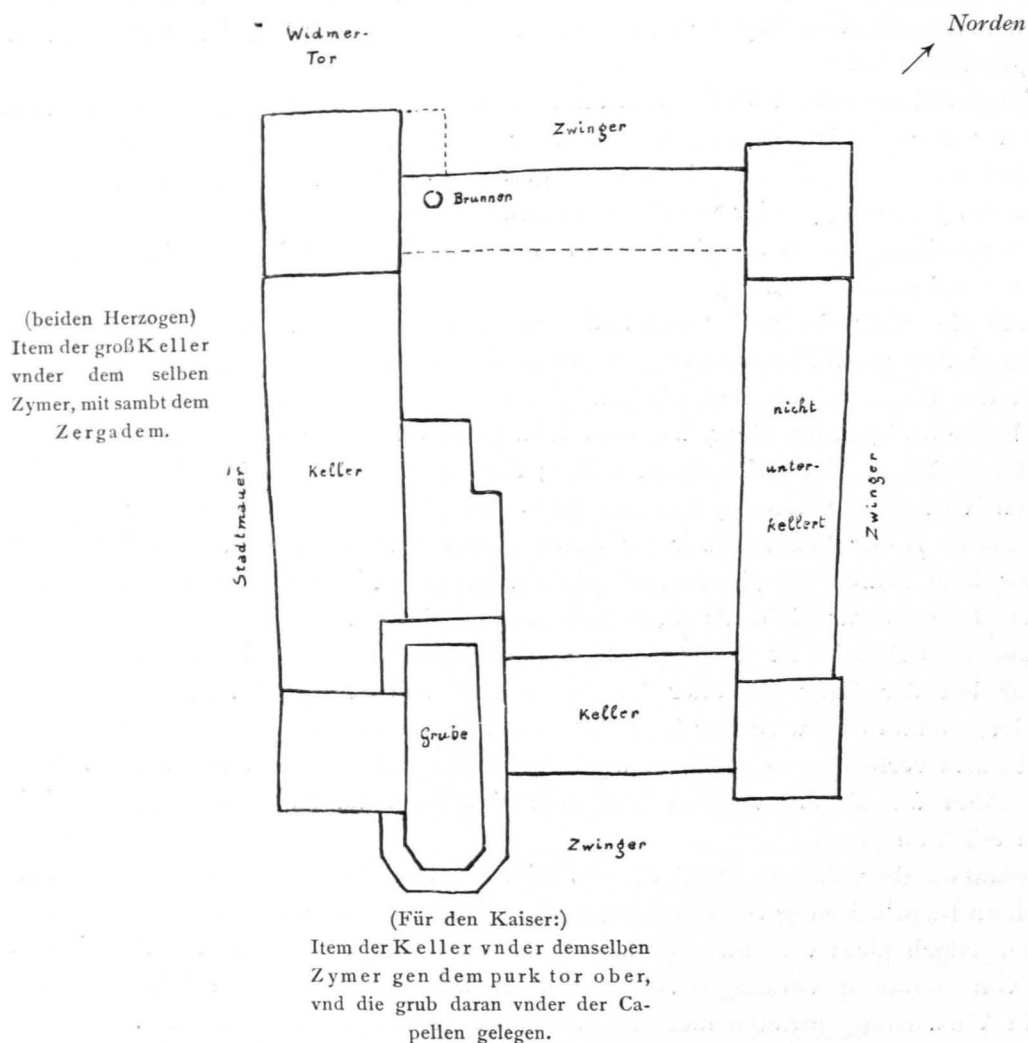 Norden
Widmer-
Tor
Zwinger
Brunnen
(beiden Herzogen)
Item der groß Keller
vnder dem selben
Zymer, mit sambt dem
Zergadem.
Stadtmauer
Keller
nicht
unter-
kellert
Zwinger
Grube
Keller
Zwinger
(Für den Kaiser:)
Item der Keller vnder demselben
Zymer gen dem purk tor ober,
vnd die grub daran vnder der Ca-
pellen gelegen.